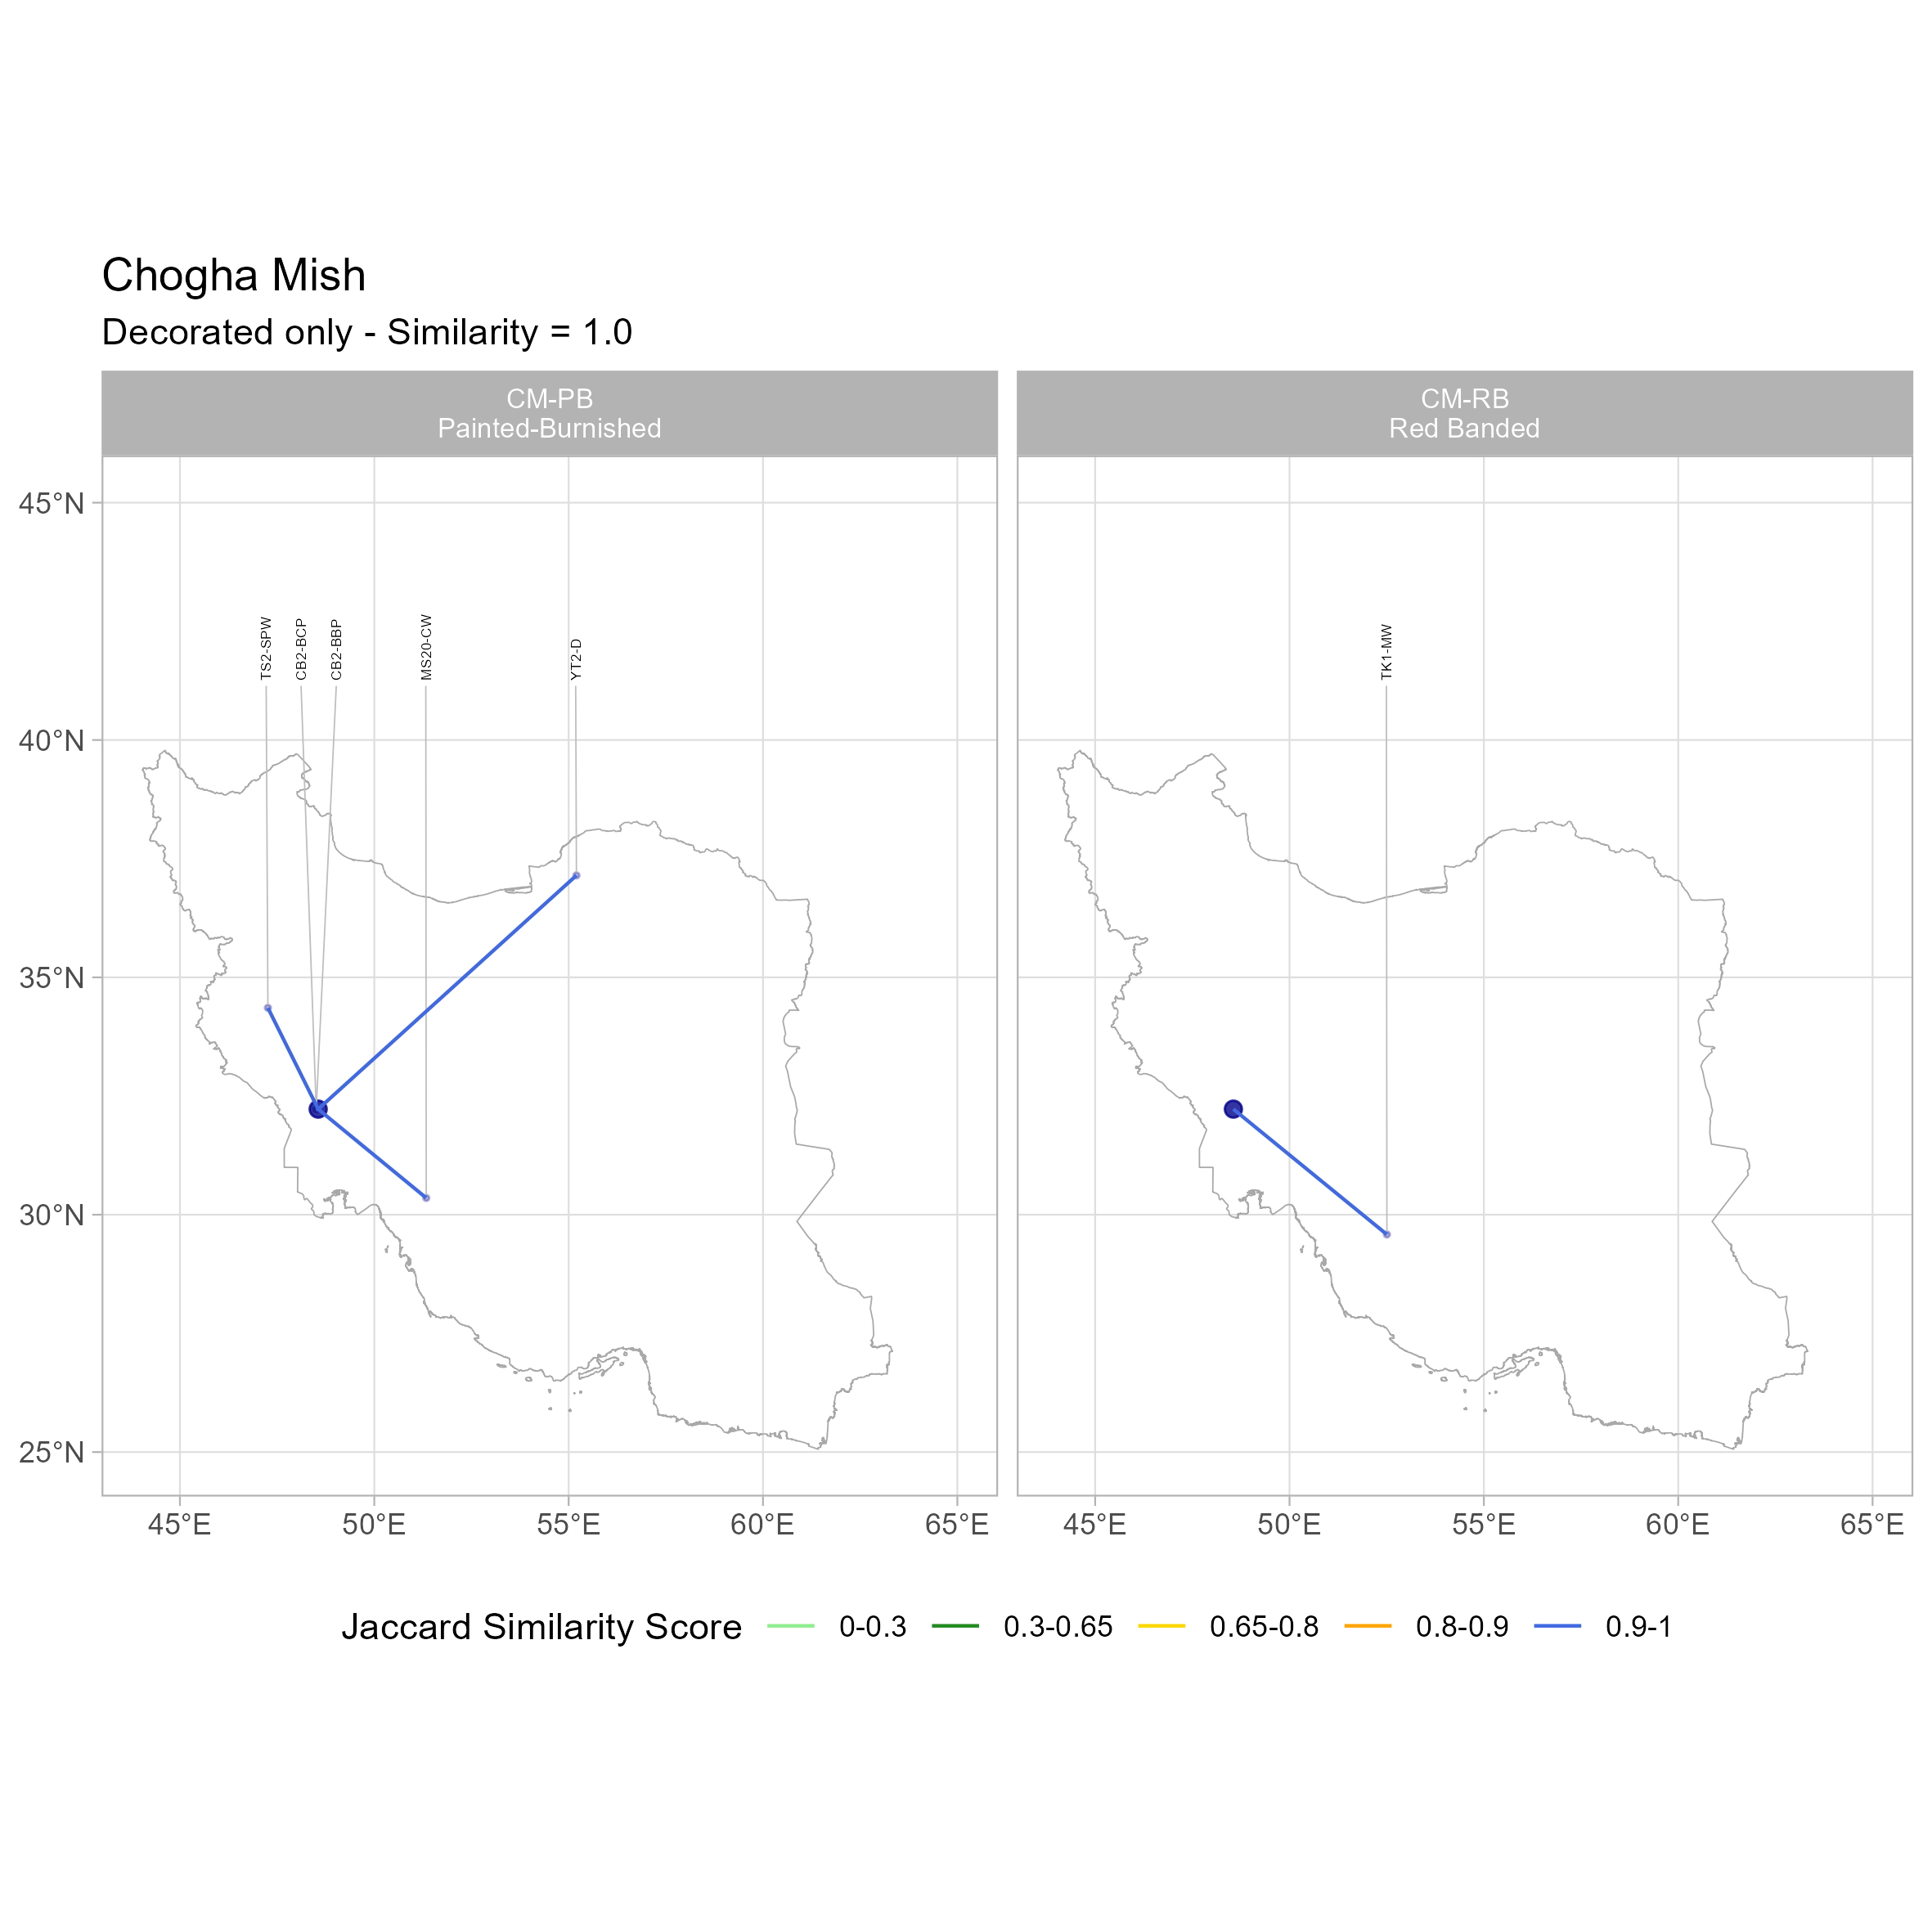 Chogha Mish
Decorated only - Similarity = 1.0
CM-PB
Painted-Burnished
CM-RB
Red Banded
45°N
40°N
35°N
30°N
25°N
TS2-SPW
CB2-BCP
CB2-BBP
MS20-CW
YT2-D
TK1-MW
45°E 50°E 55°E 60°E 65°E
45°E 50°E 55°E 60°E 65°E
Jaccard Similarity Score 0-0.3 0.3-0.65 0.65-0.8 0.8-0.9 0.9-1